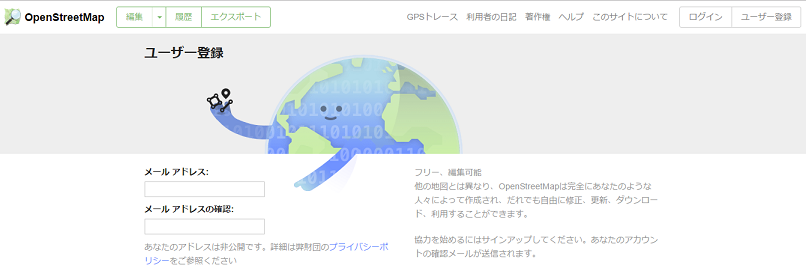 OpenStreetMap 編集 履歴 エクスポート GPSトレース 利用者の日記 著作権 ヘルプ このサイトについて ログイン ユーザー登録
ユーザー登録
メール アドレス:
メール アドレスの確認:
あなたのアドレスは非公開です。詳細は弊財団のプライバシーポ
リシーをご参照ください
フリー、編集可能
他の地図とは異なり、OpenStreetMapは完全にあなたのような
人々によって作成され、だれでも自由に修正、更新、ダウンロー
ド、利用することができます。
協力を始めるにはサインアップしてください。あなたのアカウン
トの確認メールが送信されます。